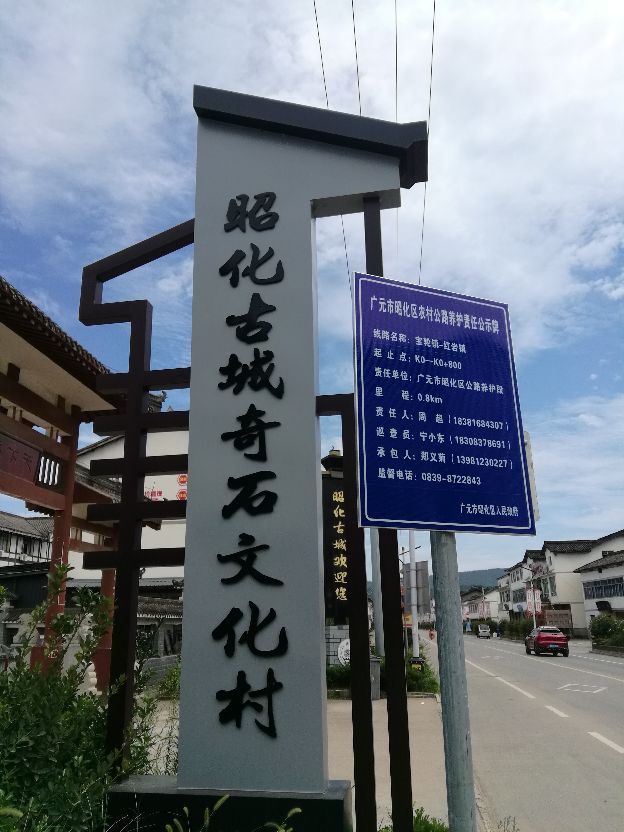 昭化古城奇石文化村
广元市昭化区农村公路养护责任公示牌
线路名称：宝轮镇-红岩镇
起止点：K0—K0+800
责任单位：广元市昭化区公路养护段
里 程：0.8km
责 任 人：周 超（18381684307）
巡 查 员：宁小东（18308378691）
承 包 人：郑义菊（13981230227）
监督电话：0839-8722843
广元市昭化区人民政府
昭化古城欢迎您